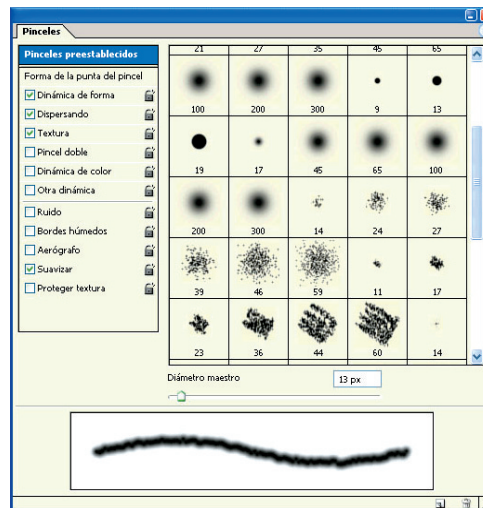 Pinceles
Pinceles preestablecidos
Forma de la punta del pincel
Dinámica de forma
Dispersando
Textura
Pincel doble
Dinámica de color
Otra dinámica
Ruido
Bordes húmedos
Aerógrafo
Suavizar
Proteger textura
21 27 35 45 65
100 200 300 9 13
19 17 45 65 100
200 300 14 24 27
39 46 59 11 17
23 36 44 60 14
Diámetro maestro 13 px